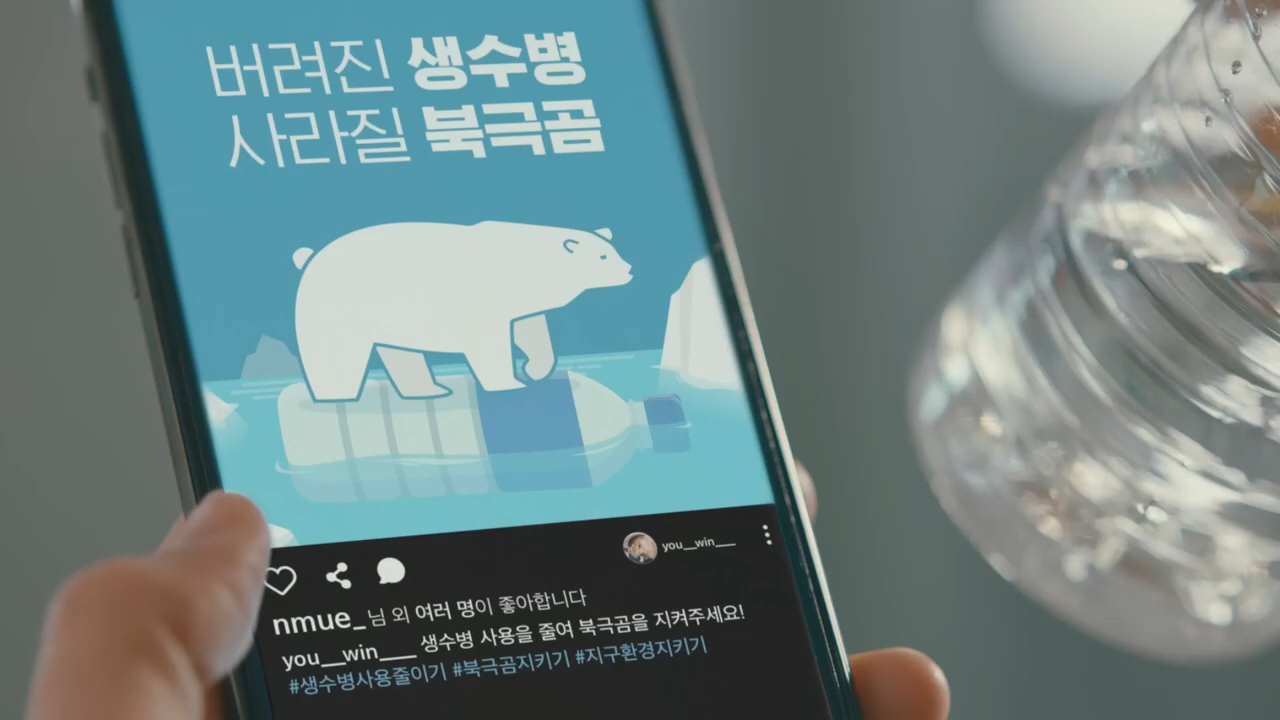 버려진 생수병
사라질 북극곰
you__win___
nmue_님 외 여러 명이 좋아합니다
you__win___ 생수병 사용을 줄여 북극곰을 지켜주세요!
#생수병사용줄이기 #북극곰지키기 #지구환경지키기